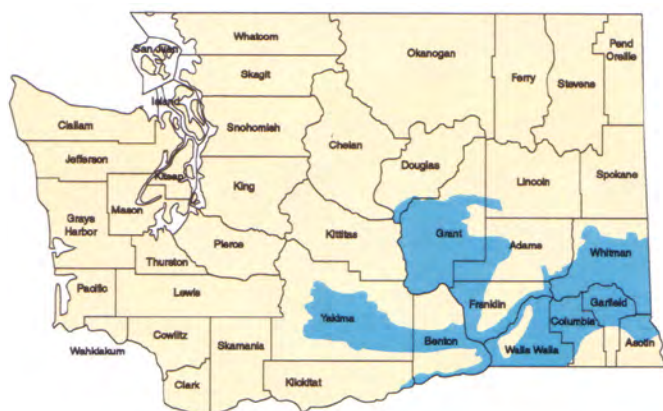 San Juan
Whatcom
Skagit
Island
Snohomish
Clallam
Jefferson
Kitsap
King
Mason
Grays
Harbor
Pierce
Thurston
Pacific
Lewis
Wahkiakum
Cowlitz
Skamania
Clark
Klickitat
Okanogan
Ferry
Stevens
Pend
Oreille
Chelan
Douglas
Lincoln
Spokane
Kittitas
Grant
Adams
Whitman
Yakima
Benton
Franklin
Walla Walla
Columbia
Garfield
Asotin